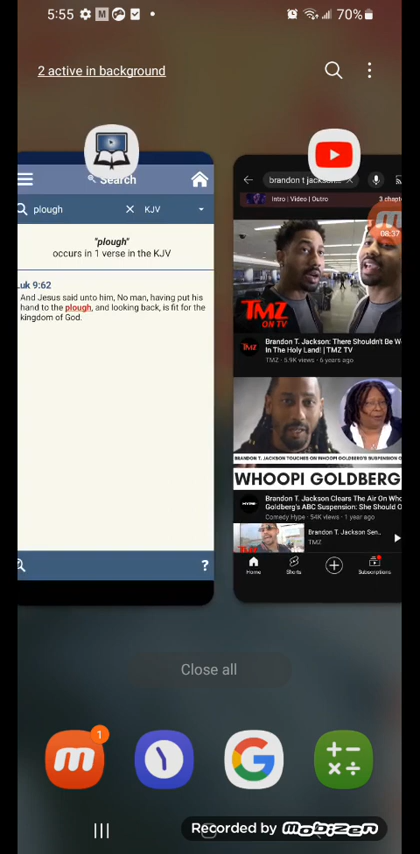 5:55
70%
2 active in background
Search
plough
KJV
"plough"
occurs in 1 verse in the KJV
Luk 9:62
And Jesus said unto him, No man, having put his
hand to the plough, and looking back, is fit for the
kingdom of God.
?
brandon t jackson...
Intro | Video | Outro
3 chapt
08:37
TMZ
ON TV
TMZ
Brandon T. Jackson: There Shouldn't Be W
In The Holy Land! | TMZ TV
TMZ · 5.9K views · 6 years ago
BRANDON T. JACKSON TOUCHES ON WHOOPI GOLDBERG'S SUSPENSION
WHOOPI GOLDBERG
Brandon T. Jackson Clears The Air On Who
Goldberg's ABC Suspension: She Should
Comedy Hype · 54K views · 1 year ago
Brandon T. Jackson Sen..
TMZ
Home
Shorts
Subscriptions
Close all
1
Recorded by mobizen